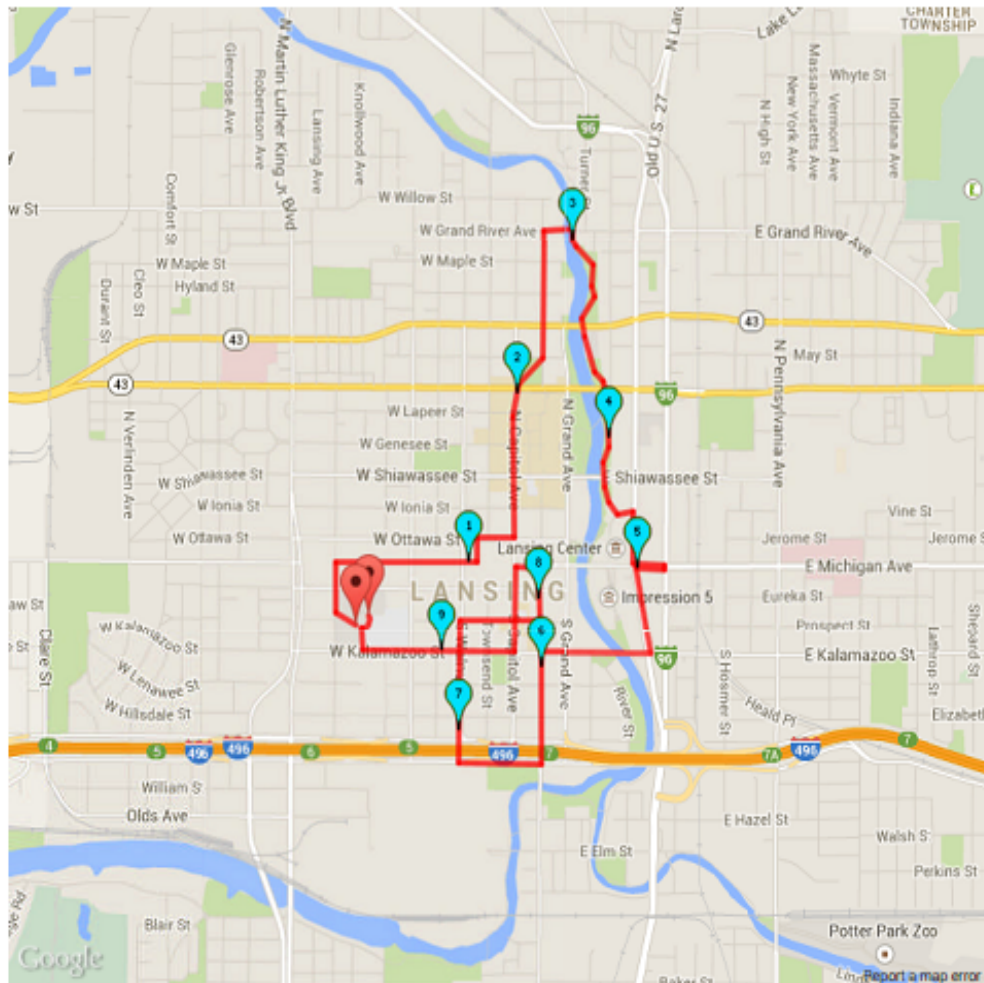 CHARTER
TOWNSHIP
Whyte St
Glenrose Ave
Robertson Ave
N Martin Luther King Jr Blvd
Lansing Ave
Knollwood Ave
Turner
Old U.S. 27
96
N High St
New York Ave
Massachusetts Ave
Vermont Ave
Indiana Ave
W Willow St
Comfort St
3
w St
W Grand River Ave
E Grand River Ave
W Maple St
W Maple St
Cleo St
Hyland St
Durant St
43
43
2
May St
43
4
96
N Verlinden Ave
W Lapeer St
N Capitol Ave
N Grand Ave
N Pennsylvania Ave
W Genesee St
W Shiawassee St
W Shiawassee St
Shiawassee St
W Ionia St
W Ionia St
Vine St
1
5
W Ottawa St
W Ottawa St
Lansing Center
Jerome St
Jerome S
8
E Michigan Ave
LANSING
Impression 5
Eureka St
aw St
9
6
W Kalamazoo St
W Kalamazoo St
Townsend St
Capitol Ave
S Grand Ave
Prospect St
E Kalamazoo St
96
Shepard
Lathrop S
Clare St
W Lenawee St
7
River St
S Hosmer St
W Hillsdale St
Heald Pl
Elizabeth
4
5
496
496
6
5
496
7
7A
496
7
William S
Olds Ave
E Hazel St
Walsh S
E Elm St
Perkins St
Blair St
Potter Park Zoo
Google
Report a map error